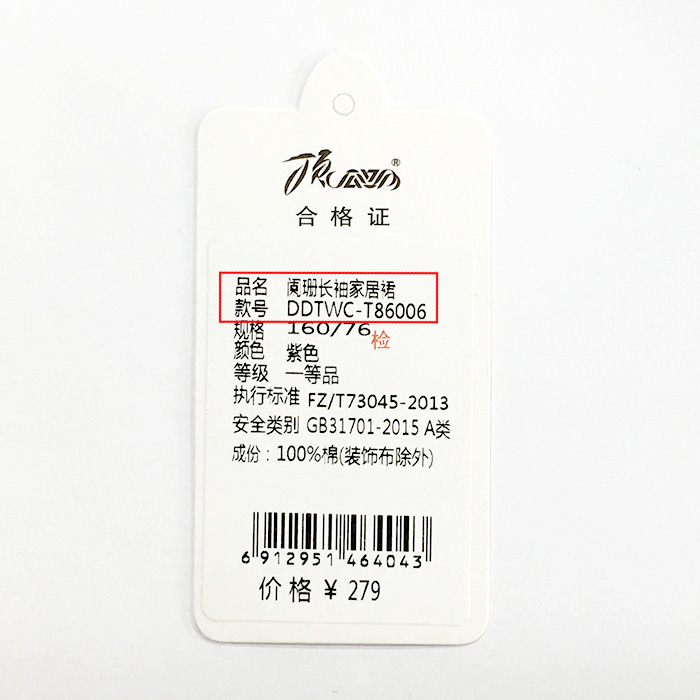 顶瓜瓜®
合格证
品名 阑珊长袖家居裙
款号 DDTWC-T86006
规格 160/76
检
颜色 紫色
等级 一等品
执行标准 FZ/T73045-2013
安全类别 GB31701-2015 A类
成份：100%棉(装饰布除外)
6 912951 464043
价格 ¥ 279